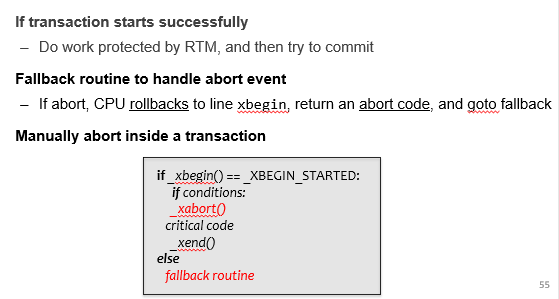 If transaction starts successfully
– Do work protected by RTM, and then try to commit
Fallback routine to handle abort event
– If abort, CPU rollbacks to line xbegin, return an abort code, and goto fallback
Manually abort inside a transaction
if _xbegin() == _XBEGIN_STARTED:
if conditions:
_xabort()
critical code
_xend()
else
fallback routine
55